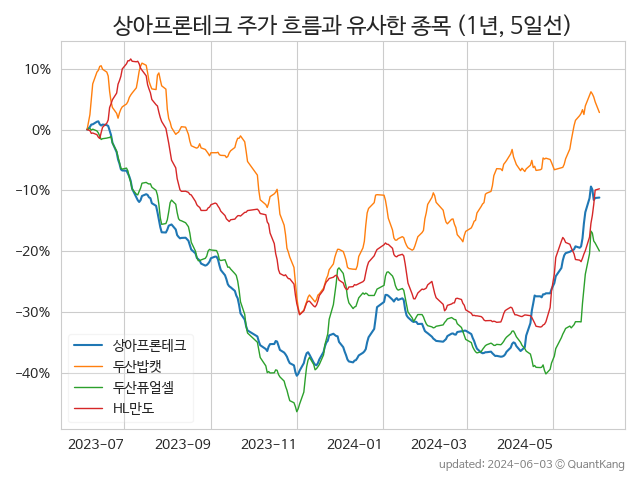 상아프론테크 주가 흐름과 유사한 종목 (1년, 5일선)
10%
0%
−10%
−20%
−30%
−40%
상아프론테크
두산밥캣
두산퓨얼셀
HL만도
2023−07
2023−09
2023−11
2024−01
2024−03
2024−05
updated: 2024-06-03 © QuantKang